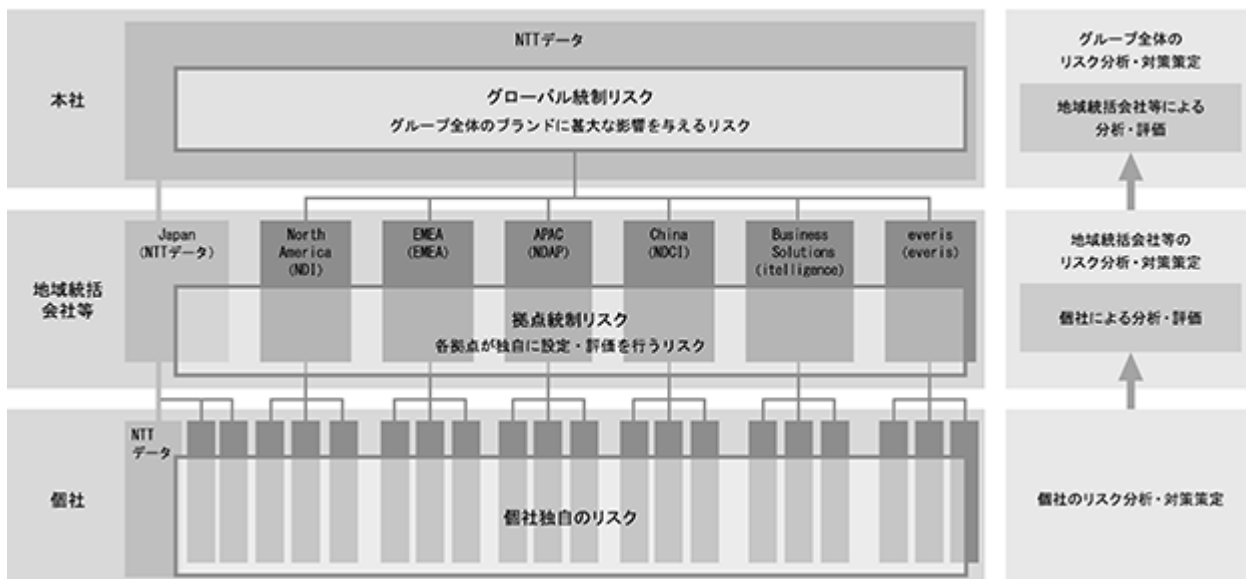 NTTデータ
本社
グローバル統制リスク
グループ全体のブランドに甚大な影響を与えるリスク
グループ全体の
リスク分析・対策策定
地域統括会社等による
分析・評価
地域統括
会社等
Japan
(NTTデータ)
North
America
(NDI)
EMEA
(EMEA)
APAC
(NDAP)
China
(NDCI)
Business
Solutions
(itelligence)
everis
(everis)
拠点統制リスク
各拠点が独自に設定・評価を行うリスク
地域統括会社等の
リスク分析・対策策定
個社による分析・評価
個社
NTT
データ
個社独自のリスク
個社のリスク分析・対策策定